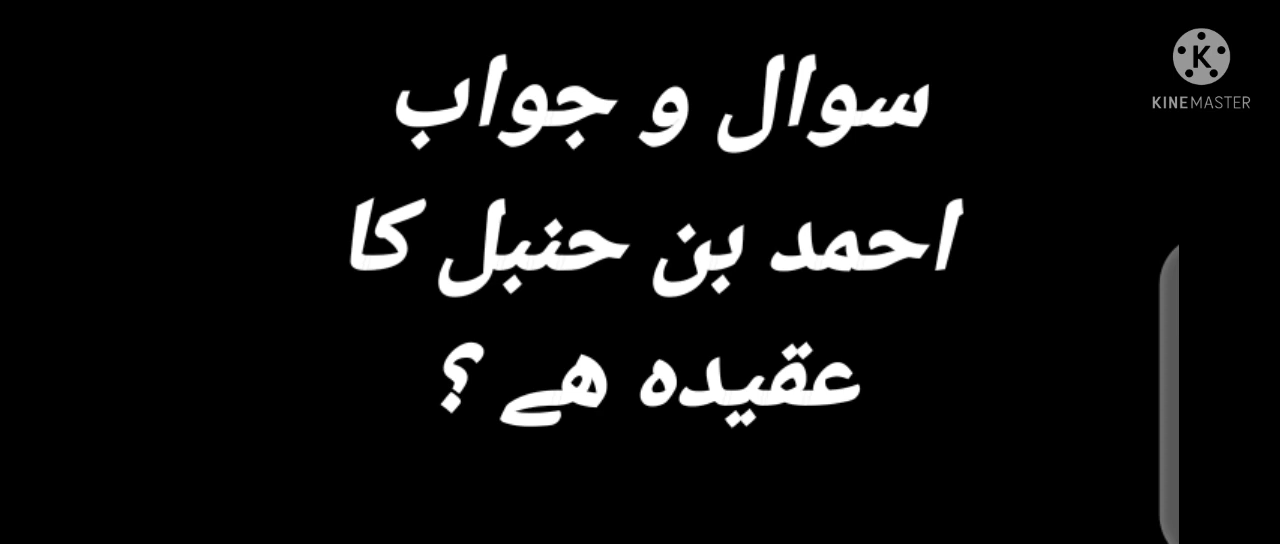 KINEMASTER
سوال و جواب
احمد بن حنبل کا
عقیدہ ھے ؟